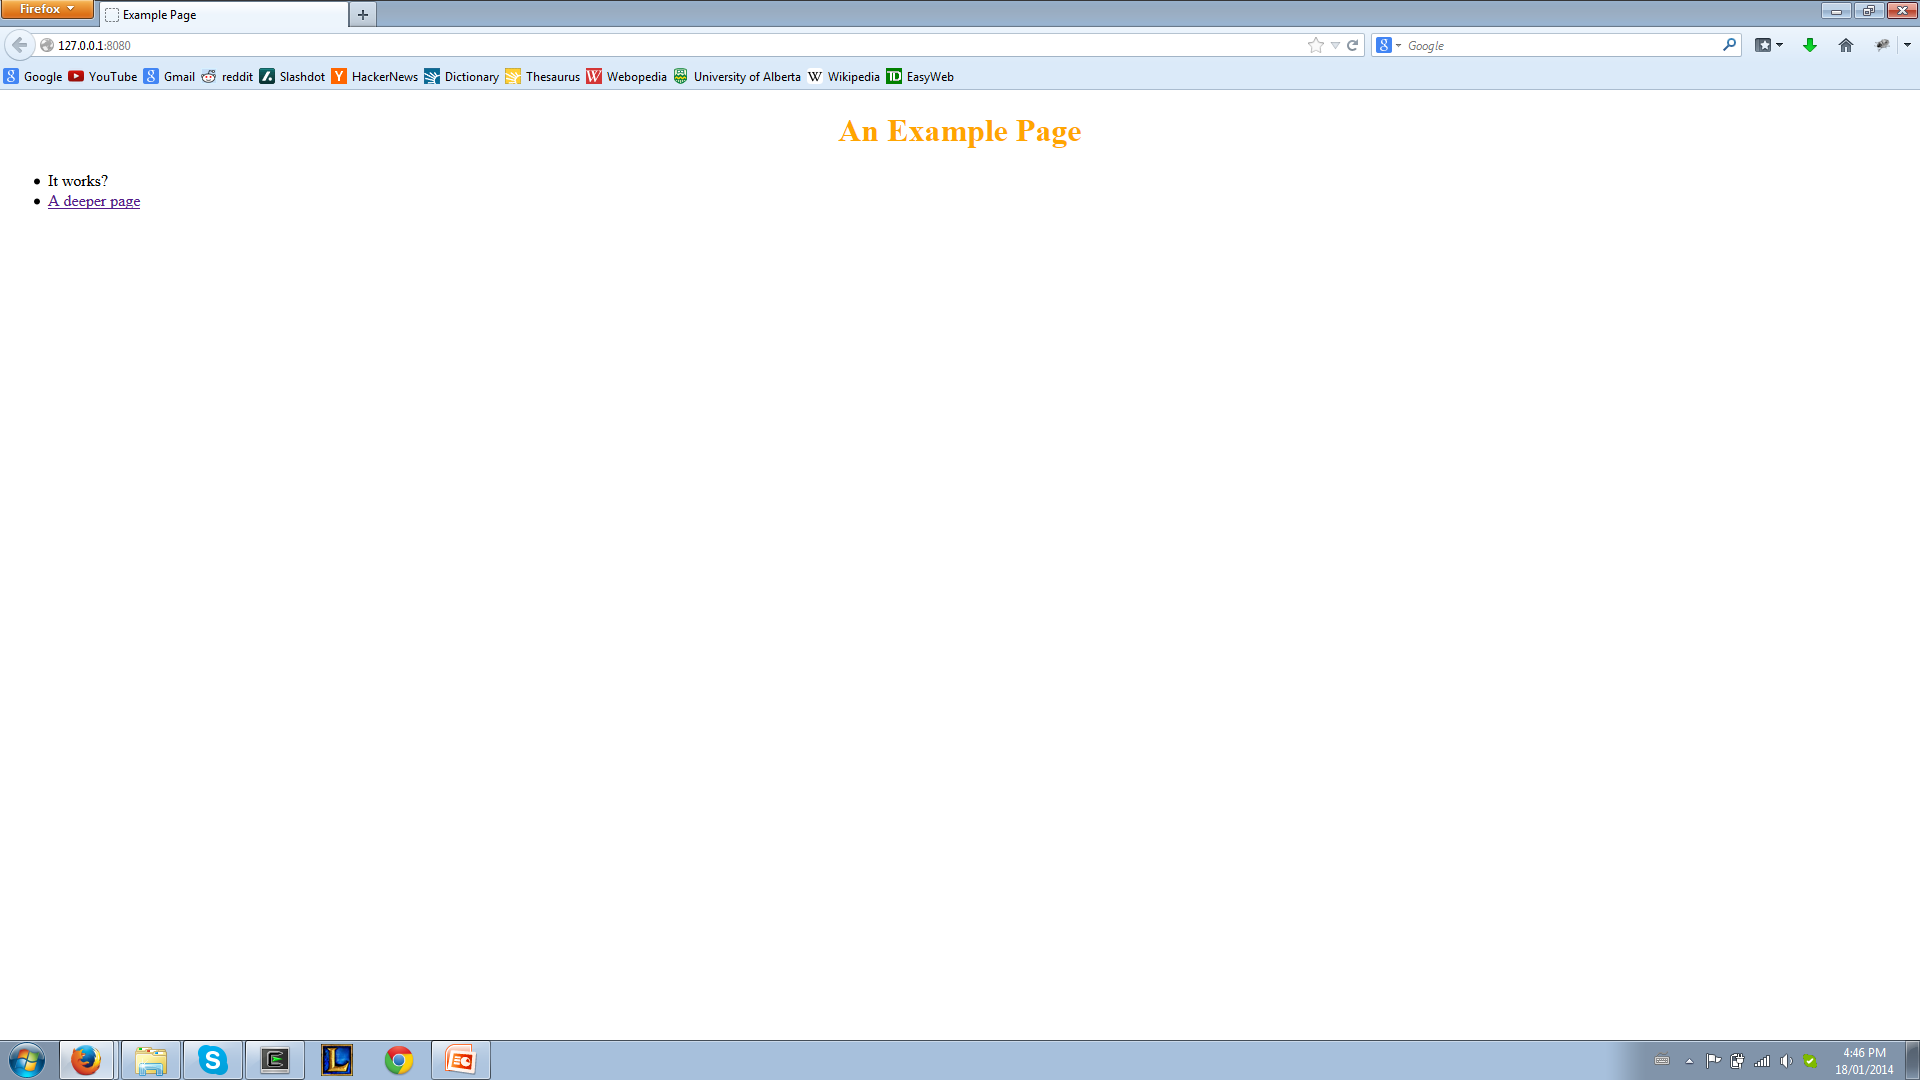 Firefox
Example Page
127.0.0.1:8080
Google
Google YouTube Gmail reddit Slashdot HackerNews Dictionary Thesaurus Webopedia University of Alberta Wikipedia EasyWeb
An Example Page
It works?
A deeper page
4:46 PM
18/01/2014